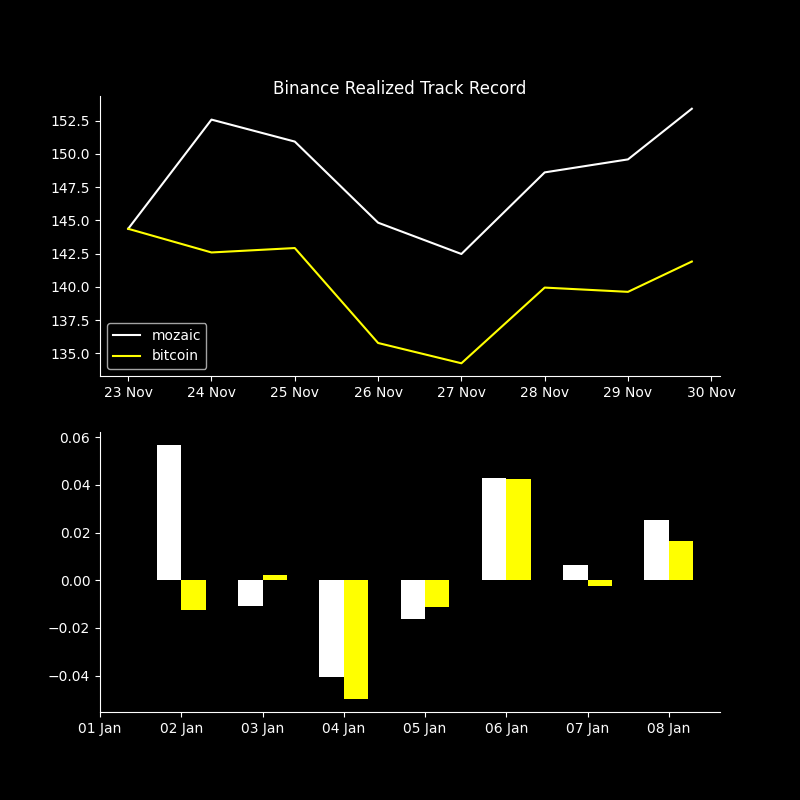 Binance Realized Track Record
152.5
150.0
147.5
145.0
142.5
140.0
137.5
135.0
mozaic
bitcoin
23 Nov 24 Nov 25 Nov 26 Nov 27 Nov 28 Nov 29 Nov 30 Nov
0.06
0.04
0.02
0.00
−0.02
−0.04
01 Jan 02 Jan 03 Jan 04 Jan 05 Jan 06 Jan 07 Jan 08 Jan